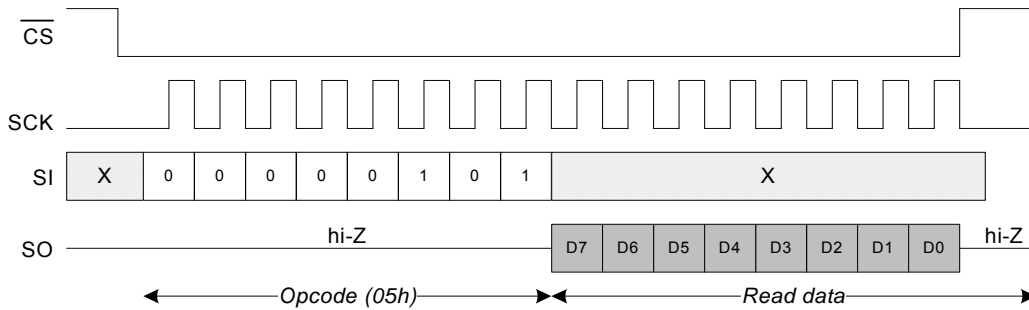 CS
SCK
SI X 0 0 0 0 0 1 0 1 X
hi-Z hi-Z
SO D7 D6 D5 D4 D3 D2 D1 D0
Opcode (05h) Read data